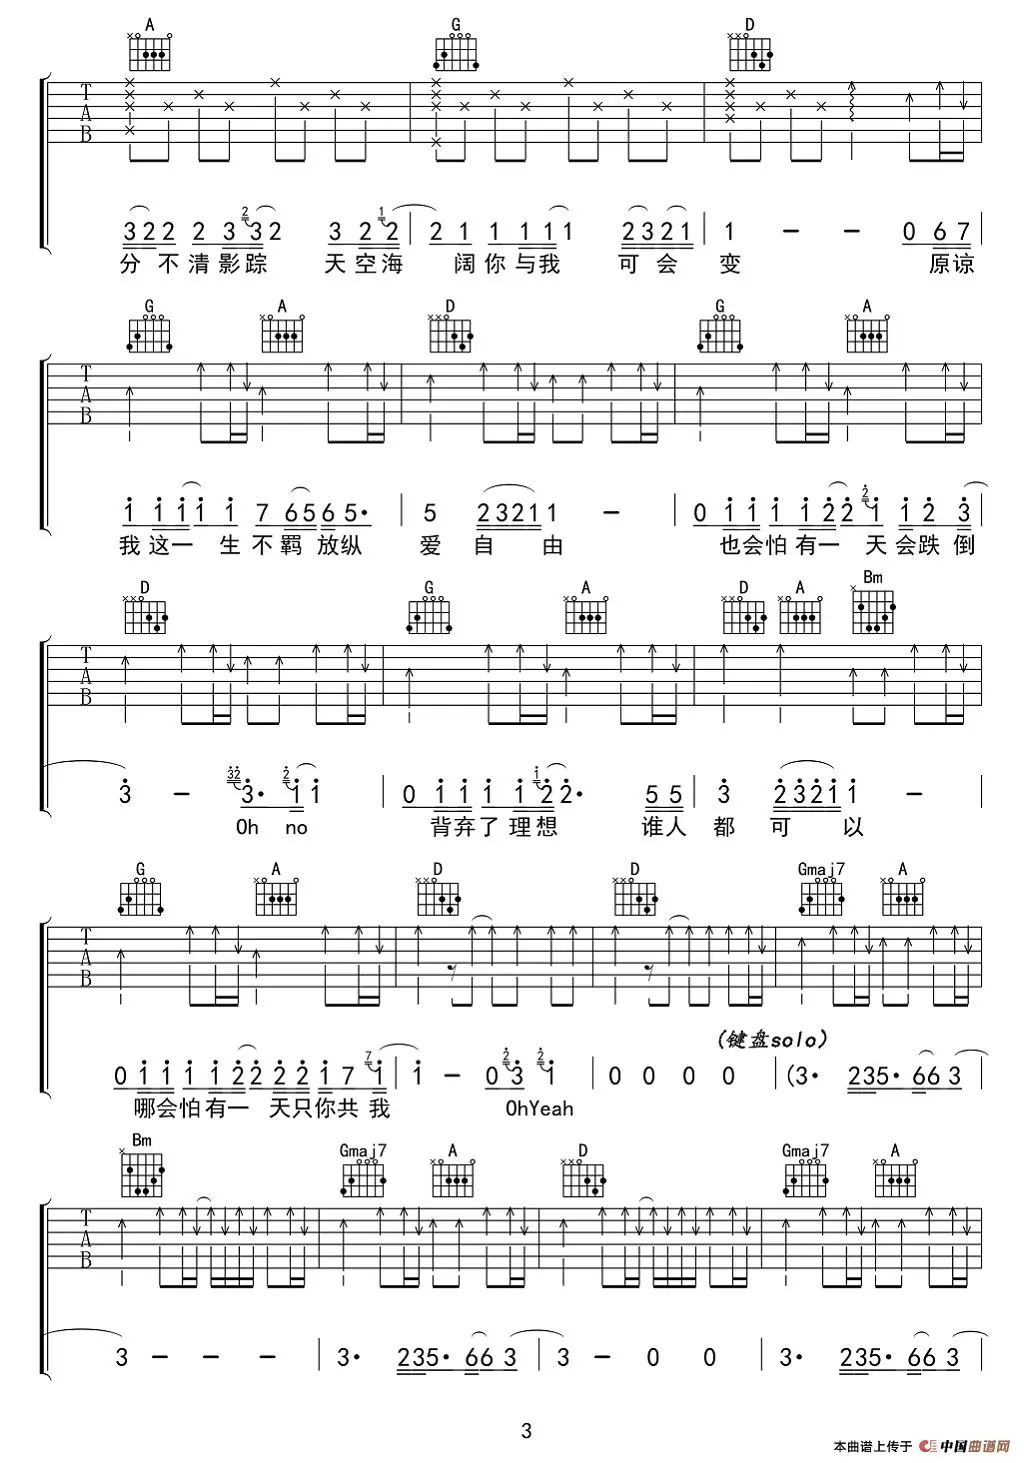 A G D
T A B
3 2 2 2 3 2 3 2 3 2 1 2 2 1 1 1 1 1 2 3 2 1 1 - - 0 6 7
分 不 清 影 踪 天 空 海 阔 你 与 我 可 会 变 原 谅
G A D G A
T A B
1 1 1 1 1 7 6 5 6 5· 5 2 3 2 1 1 - 0 1 1 1 2 2 2 1 1 2 3
我 这 一 生 不 羁 放 纵 爱 自 由 也 会 怕 有 一 天 会 跌 倒
D G A D A Bm
T A B
3 - 32 3· 2 1 1 0 1 1 1 1 1 2 2· 5 5 3 2 3 2 1 1 -
Oh no 背 弃 了 理 想 谁 人 都 可 以
G A D D Gmaj7 A
T A B
(键盘solo)
0 1 1 1 1 2 2 2 2 1 7 7 1 1 - 0 2 3 2 1 0 0 0 0 (3· 2 3 5· 6 6 3
哪 会 怕 有 一 天 只 你 共 我 OhYeah
Bm Gmaj7 A D Gmaj7 A
T A B
3 - - - 3· 2 3 5· 6 6 3 3 - 0 0 3· 2 3 5· 6 6 3
3
本曲谱上传于 中国曲谱网